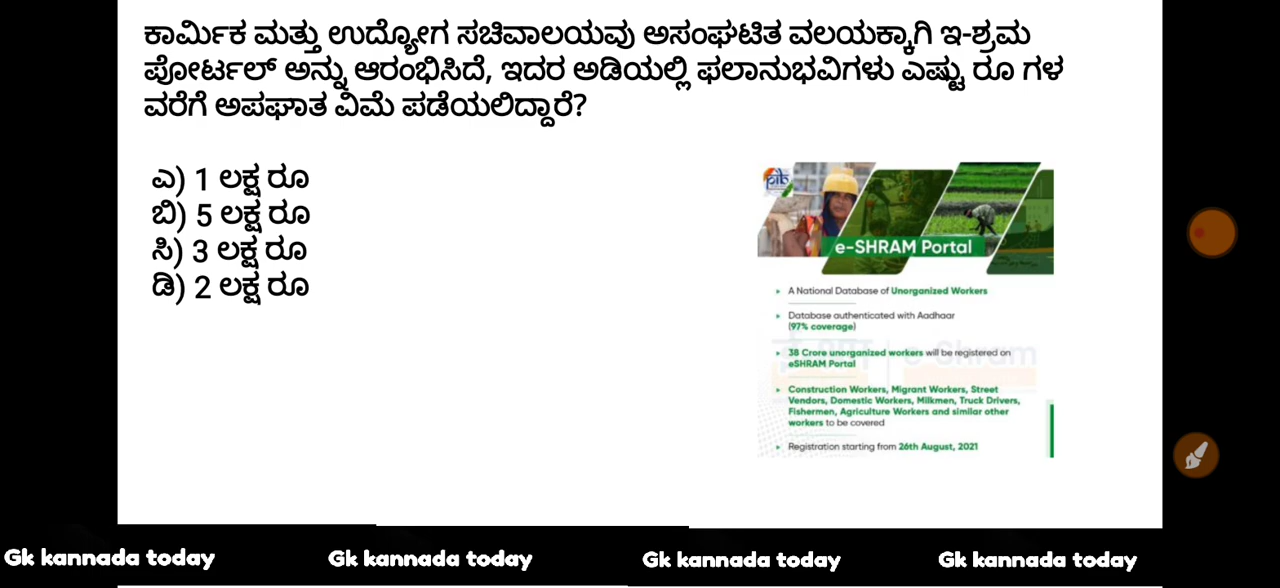 ಕಾರ್ಮಿಕ ಮತ್ತು ಉದ್ಯೋಗ ಸಚಿವಾಲಯವು ಅಸಂಘಟಿತ ವಲಯಕ್ಕಾಗಿ ಇ-ಶ್ರಮ
ಪೋರ್ಟಲ್ ಅನ್ನು ಆರಂಭಿಸಿದೆ, ಇದರ ಅಡಿಯಲ್ಲಿ ಫಲಾನುಭವಿಗಳು ಎಷ್ಟು ರೂ ಗಳ
ವರೆಗೆ ಅಪಘಾತ ವಿಮೆ ಪಡೆಯಲಿದ್ದಾರೆ?
ಎ) 1 ಲಕ್ಷ ರೂ
ಬಿ) 5 ಲಕ್ಷ ರೂ
ಸಿ) 3 ಲಕ್ಷ ರೂ
ಡಿ) 2 ಲಕ್ಷ ರೂ
pib
e-SHRAM Portal
A National Database of Unorganized Workers
Database authenticated with Aadhaar
(97% coverage)
38 Crore unorganized workers will be registered on
eSHRAM Portal
Construction Workers, Migrant Workers, Street
Vendors, Domestic Workers, Milkmen, Truck Drivers,
Fishermen, Agriculture Workers and similar other
workers to be covered
Registration starting from 26th August, 2021
Gk kannada today Gk kannada today Gk kannada today Gk kannada today